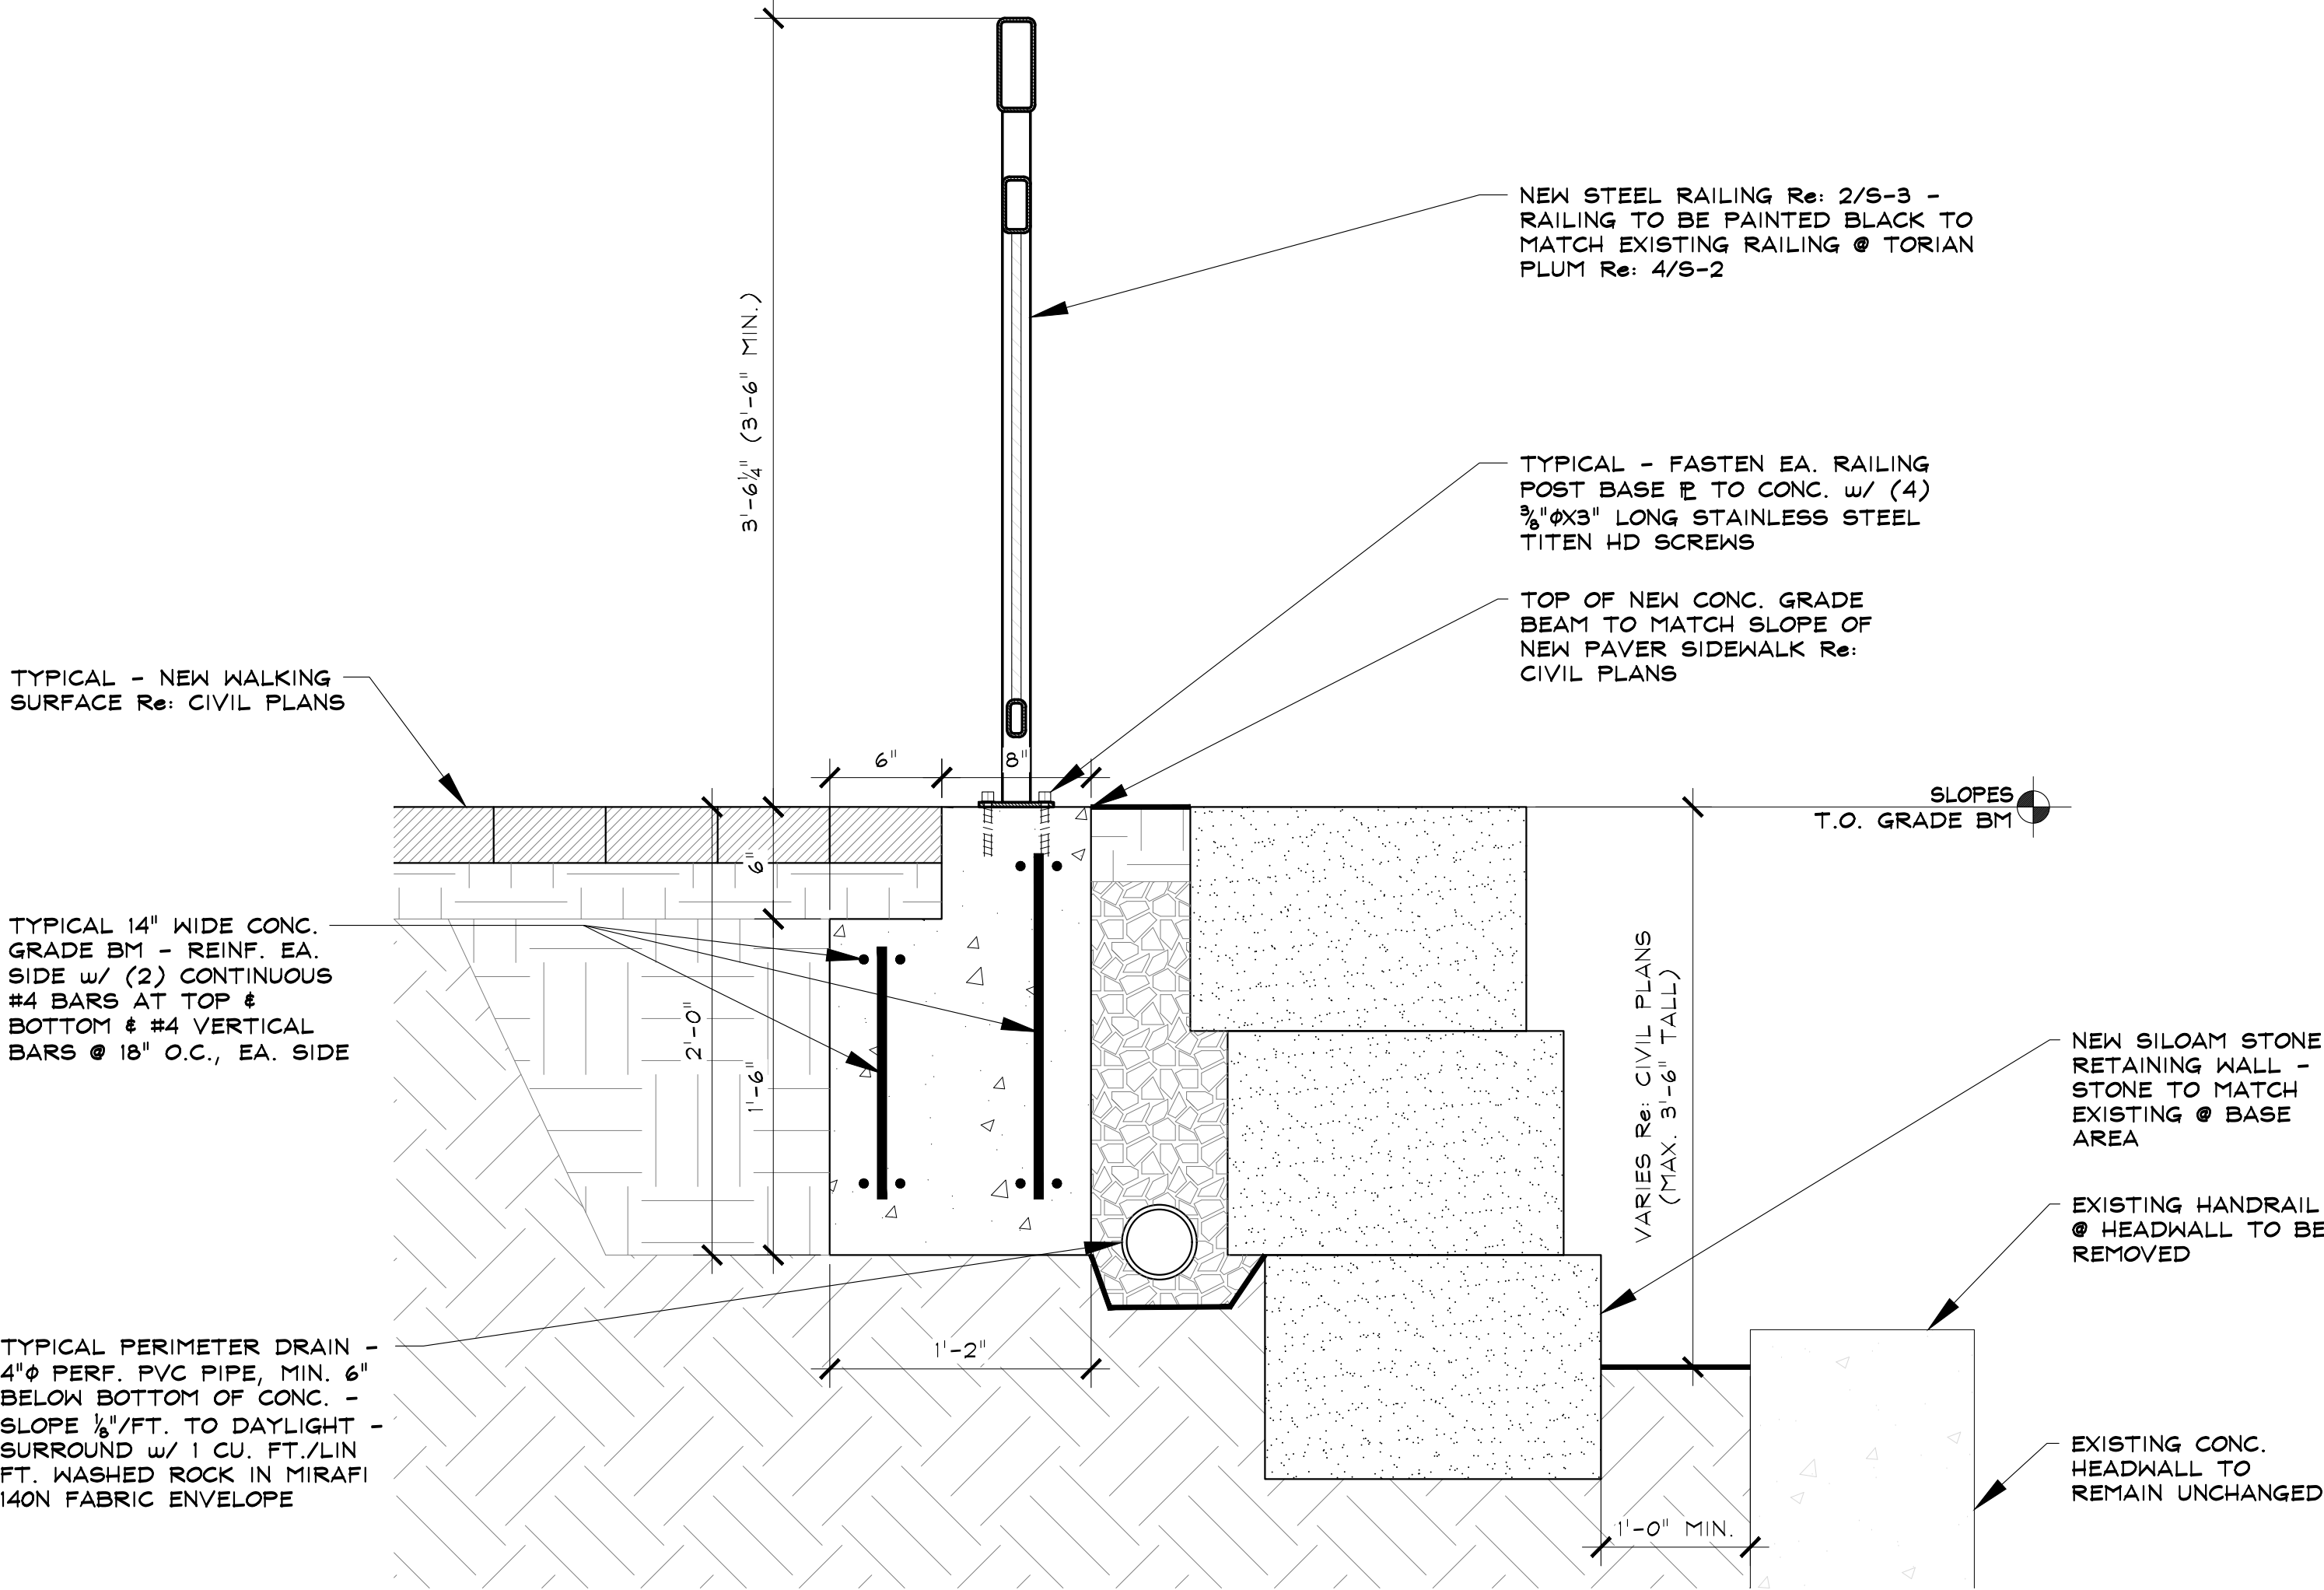 3'-6¼" (3'-6" MIN.)
NEW STEEL RAILING Re: 2/S-3 -
RAILING TO BE PAINTED BLACK TO
MATCH EXISTING RAILING @ TORIAN
PLUM Re: 4/S-2
TYPICAL - FASTEN EA. RAILING
POST BASE ⅊ TO CONC. w/ (4)
⅜"ϕX3" LONG STAINLESS STEEL
TITEN HD SCREWS
TOP OF NEW CONC. GRADE
BEAM TO MATCH SLOPE OF
NEW PAVER SIDEWALK Re:
CIVIL PLANS
TYPICAL - NEW WALKING
SURFACE Re: CIVIL PLANS
6"
8"
SLOPES
T.O. GRADE BM
6"
TYPICAL 14" WIDE CONC.
GRADE BM - REINF. EA.
SIDE w/ (2) CONTINUOUS
#4 BARS AT TOP &
BOTTOM & #4 VERTICAL
BARS @ 18" O.C., EA. SIDE
2'-0"
1'-6"
VARIES Re: CIVIL PLANS
(MAX. 3'-6" TALL)
NEW SILOAM STONE
RETAINING WALL -
STONE TO MATCH
EXISTING @ BASE
AREA
EXISTING HANDRAIL
@ HEADWALL TO BE
REMOVED
TYPICAL PERIMETER DRAIN -
4"ϕ PERF. PVC PIPE, MIN. 6"
BELOW BOTTOM OF CONC. -
SLOPE ⅛"/FT. TO DAYLIGHT -
SURROUND w/ 1 CU. FT./LIN
FT. WASHED ROCK IN MIRAFI
140N FABRIC ENVELOPE
1'-2"
EXISTING CONC.
HEADWALL TO
REMAIN UNCHANGED
1'-0" MIN.